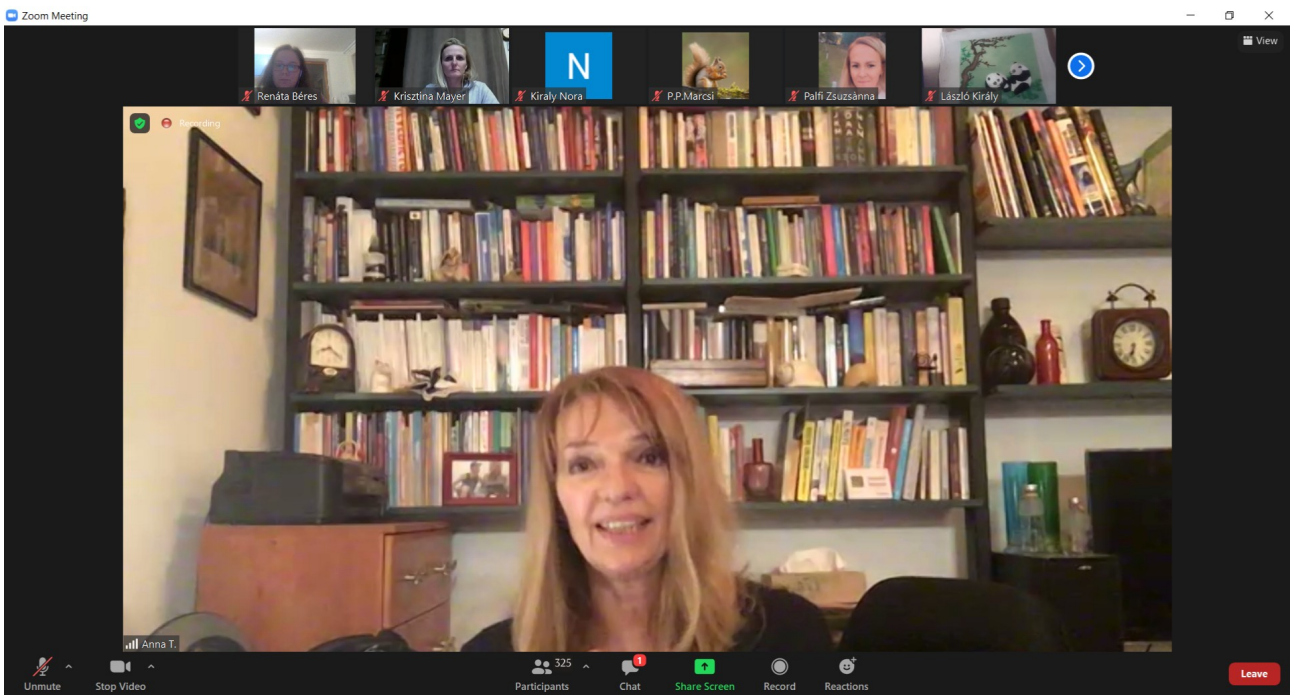 Zoom Meeting
View
Renáta Béres
Krisztina Mayer
N
Kiraly Nora
P.P.Marcsi
Palfi Zsuzsánna
László Király
Recording
Anna T.
Unmute
Stop Video
325
Participants
1
Chat
Share Screen
Record
Reactions
Leave